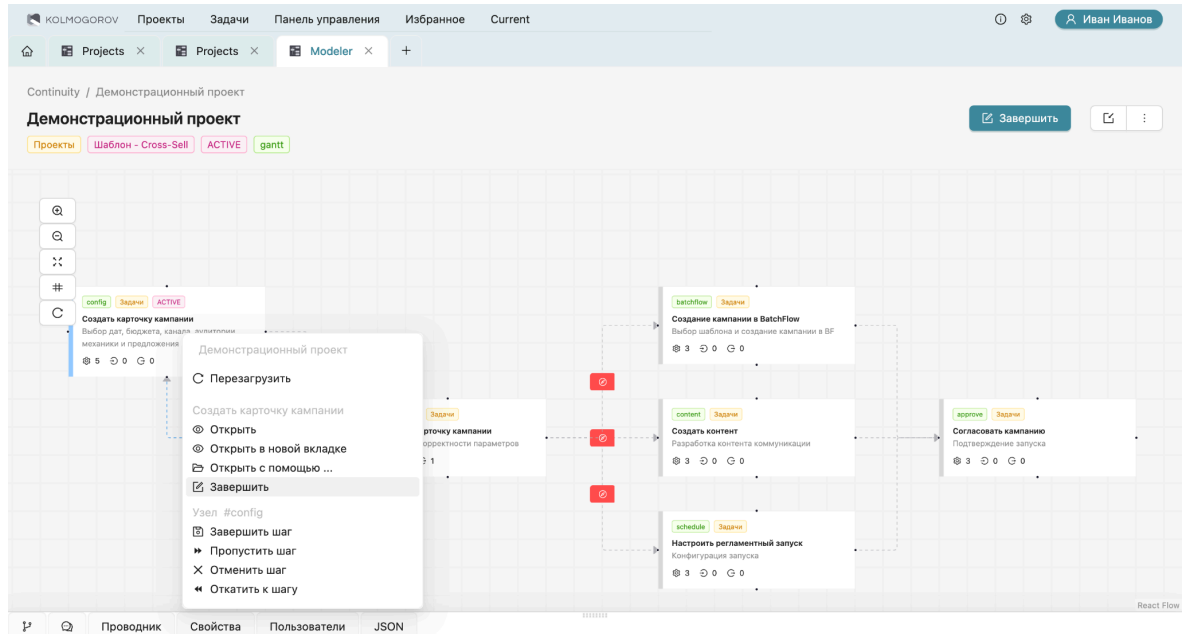 KOLMOGOROV Проекты Задачи Панель управления Избранное Current Иван Иванов
Projects Projects Modeler
Continuity / Демонстрационный проект
Демонстрационный проект
Завершить
Проекты Шаблон - Cross-Sell ACTIVE gantt
config Задачи ACTIVE
Создать карточку кампании
Выбор дат, бюджета, канала, аудитории
механики и предложения
5 0 0
Демонстрационный проект
Перезагрузить
Создать карточку кампании
Открыть
Открыть в новой вкладке
Открыть с помощью ...
Завершить
Узел #config
Завершить шаг
Пропустить шаг
Отменить шаг
Откатить к шагу
Задачи
рточку кампании
орректности параметров
1
batchflow Задачи
Создание кампании в BatchFlow
Выбор шаблона и создание кампании в BF
3 0 0
content Задачи
Создать контент
Разработка контента коммуникации
3 0 0
schedule Задачи
Настроить регламентный запуск
Конфигурация запуска
3 0 0
approve Задачи
Согласовать кампанию
Подтверждение запуска
3 0 0
React Flow
Проводник Свойства Пользователи JSON